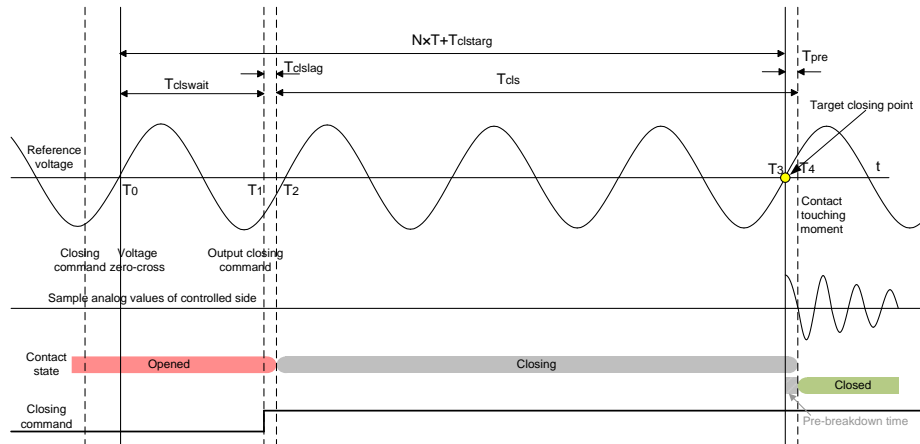 N×T+Tclstarg
Tclslag
Tpre
Tclswait
Tcls
Target closing point
Reference
voltage
T0
T1
T2
T3
T4
t
Contact
touching
moment
Closing
command
Voltage
zero-cross
Output closing
command
Sample analog values of controlled side
Contact
state
Opened
Closing
Closed
Closing
command
Pre-breakdown time